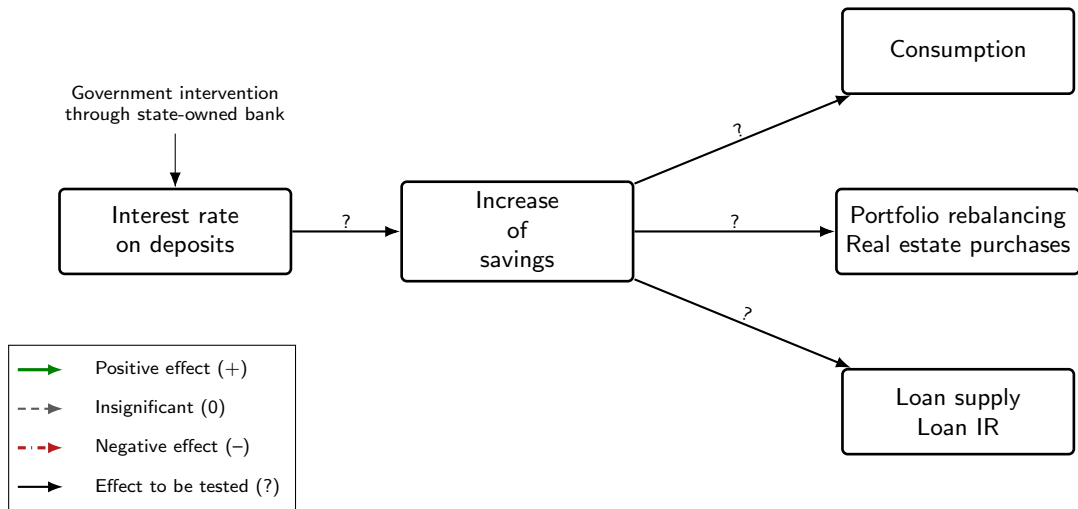 Government intervention
through state-owned bank
Interest rate
on deposits
?
Increase
of
savings
?
Consumption
?
Portfolio rebalancing
Real estate purchases
?
Loan supply
Loan IR
Positive effect (+)
Insignificant (0)
Negative effect (–)
Effect to be tested (?)